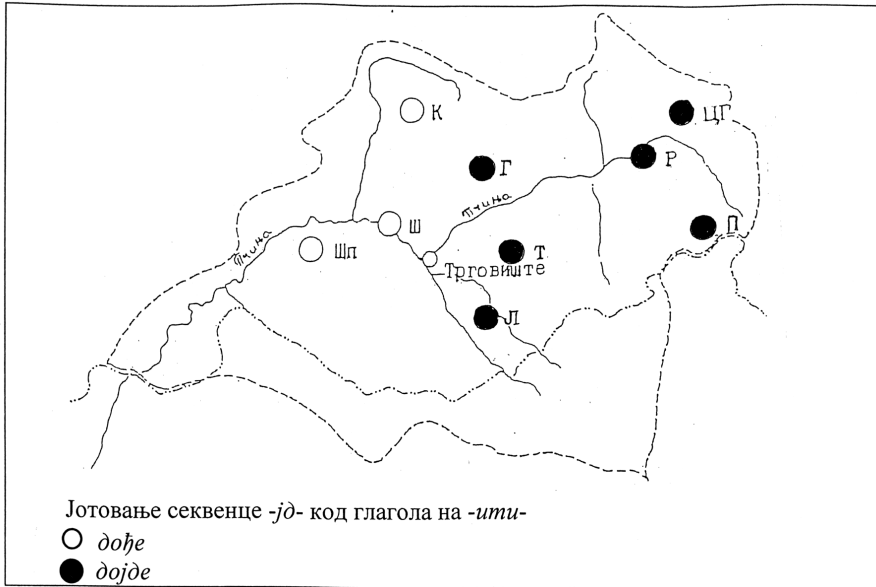 К
ЦГ
Г
Р
Пчиња
Ш
П
Пчиња
Шп
Т
Трговиште
Л
Јотовање секвенце -јд- код глагола на -ити-
дође
дојде